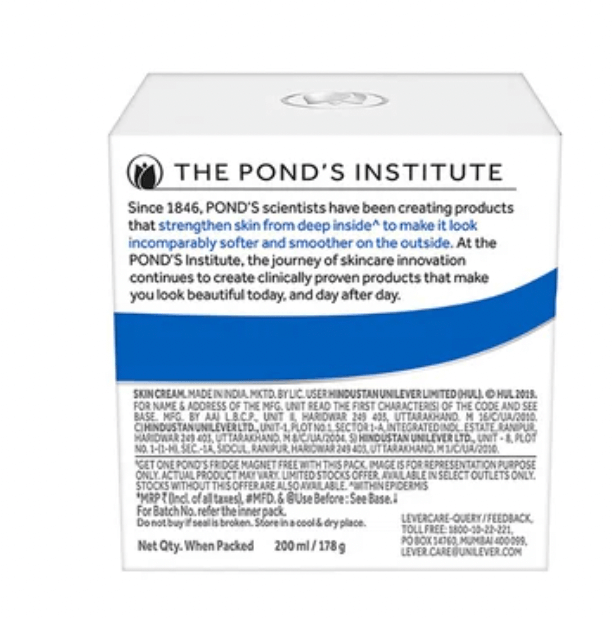 THE POND'S INSTITUTE
Since 1846, POND'S scientists have been creating products
that strengthen skin from deep inside^ to make it look
incomparably softer and smoother on the outside. At the
POND'S Institute, the journey of skincare innovation
continues to create clinically proven products that make
you look beautiful today, and day after day.
SKIN CREAM. MADE IN INDIA. MKTD. BY LIC. USER HINDUSTAN UNILEVER LIMITED (HUL). © HUL 2019.
FOR NAME & ADDRESS OF THE MFG. UNIT READ THE FIRST CHARACTER(S) OF THE CODE AND SEE
BASE. MFG. BY AA) L.B.C.P., UNIT II, HARIDWAR 249 403, UTTARAKHAND. M 16/C/UA/2010.
C) HINDUSTAN UNILEVER LTD., UNIT-1, PLOT NO.1, SECTOR 1-A, INTEGRATED INDL. ESTATE, RANIPUR,
HARIDWAR 249 403, UTTARAKHAND. M 8/C/UA/2004. S) HINDUSTAN UNILEVER LTD., UNIT - II, PLOT
NO. 1-(1-H), SEC.-1A, SIDCUL, RANIPUR, HARIDWAR 249 403, UTTARAKHAND. M 1/C/UA/2010.
GET ONE POND'S FRIDGE MAGNET FREE WITH THIS PACK. IMAGE IS FOR REPRESENTATION PURPOSE
ONLY. ACTUAL PRODUCT MAY VARY. LIMITED STOCKS OFFER. AVAILABLE IN SELECT OUTLETS ONLY.
STOCKS WITHOUT THIS OFFER ARE ALSO AVAILABLE. ^WITHIN EPIDERMIS
*MRP ₹ (Incl. of all taxes), #MFD. & @Use Before: See Base.↓
For Batch No. refer the inner pack.
Do not buy if seal is broken. Store in a cool & dry place.
Net Qty. When Packed 200 ml / 178 g
LEVERCARE-QUERY / FEEDBACK,
TOLL FREE: 1800-10-22-221,
PO BOX 14760, MUMBAI 400 099,
LEVER.CARE@UNILEVER.COM